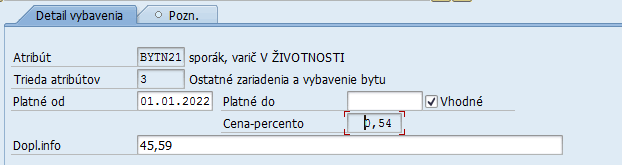 Detail vybavenia Pozn.
Atribút BYTN21 sporák, varič V ŽIVOTNOSTI
Trieda atribútov 3 Ostatné zariadenia a vybavenie bytu
Platné od 01.01.2022 Platné do Vhodné
Cena-percento 0,54
Dopl.info 45,59